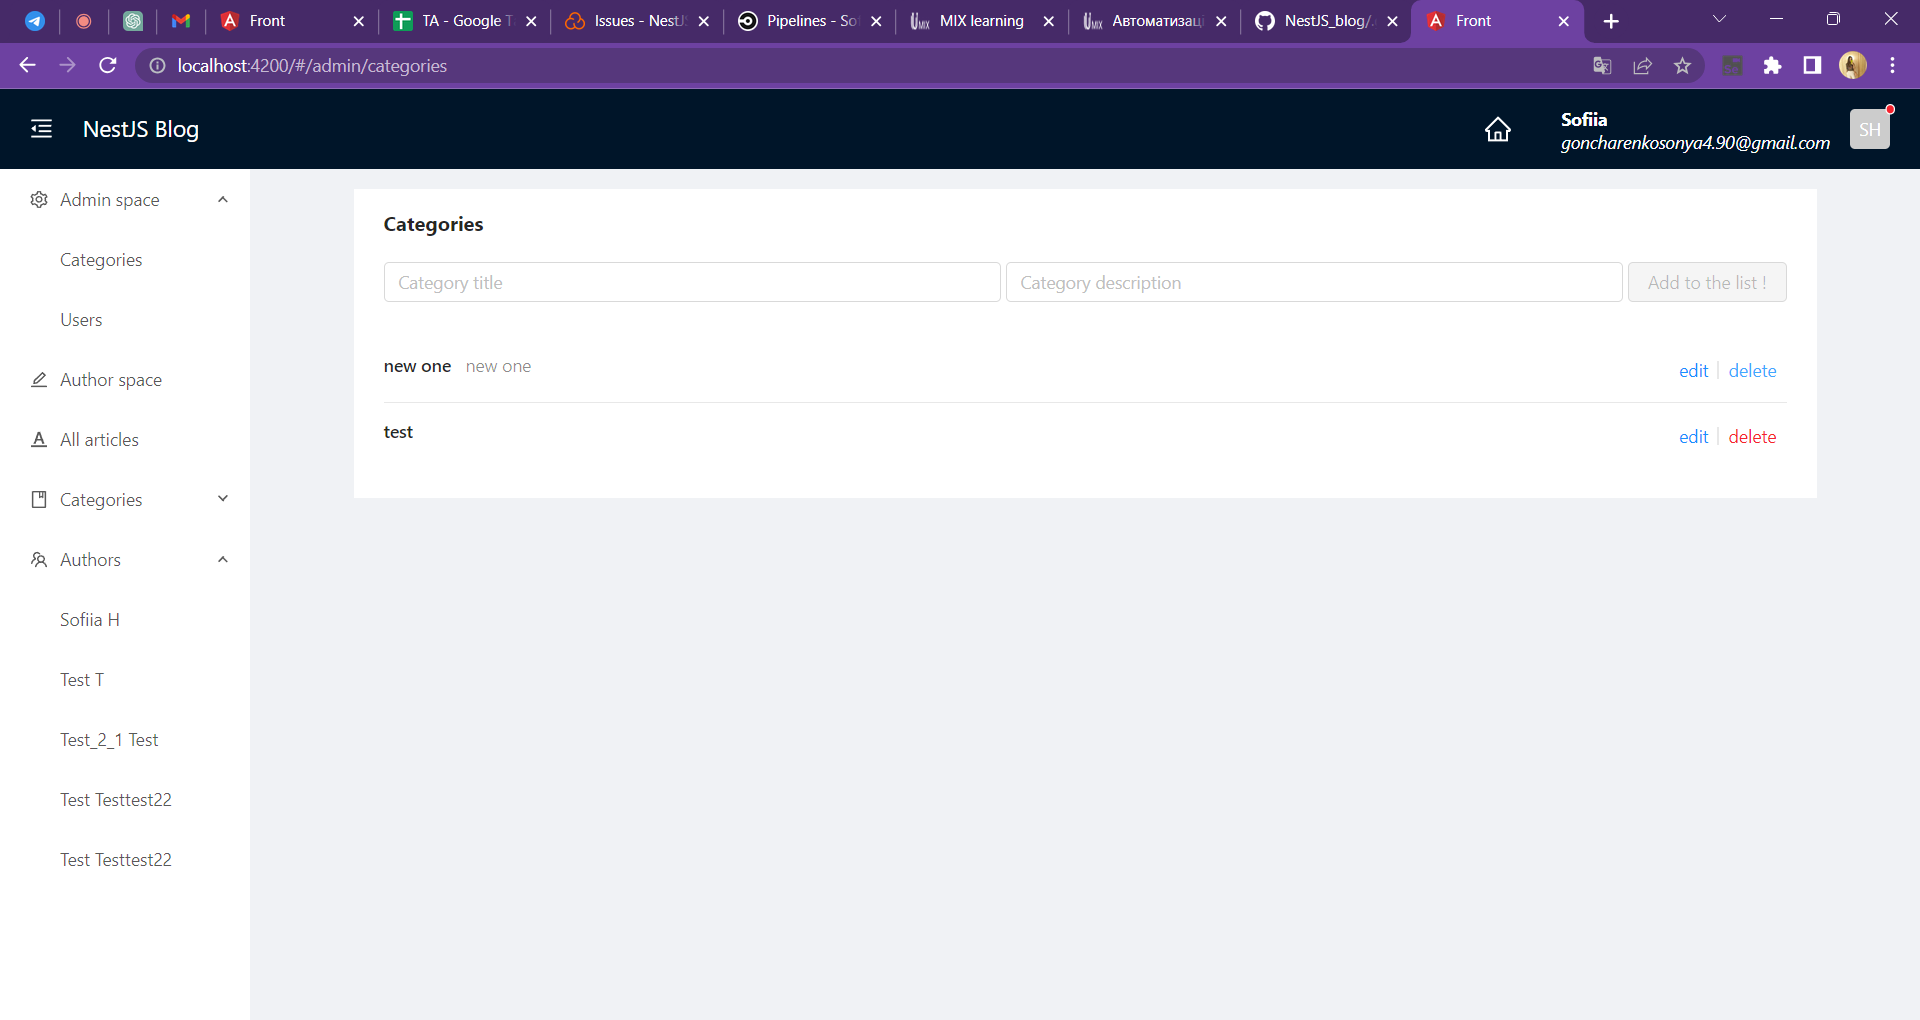 Front
TA - Google T
Issues - NestJS
Pipelines - So
MIX learning
Автоматизаці
NestJS_blog/.
Front
localhost:4200/#/admin/categories
NestJS Blog
Sofiia
goncharenkosonya4.90@gmail.com
SH
Admin space
Categories
Users
Author space
All articles
Categories
Authors
Sofiia H
Test T
Test_2_1 Test
Test Testtest22
Test Testtest22
Categories
Category title
Category description
Add to the list !
new one new one
edit delete
test
edit delete